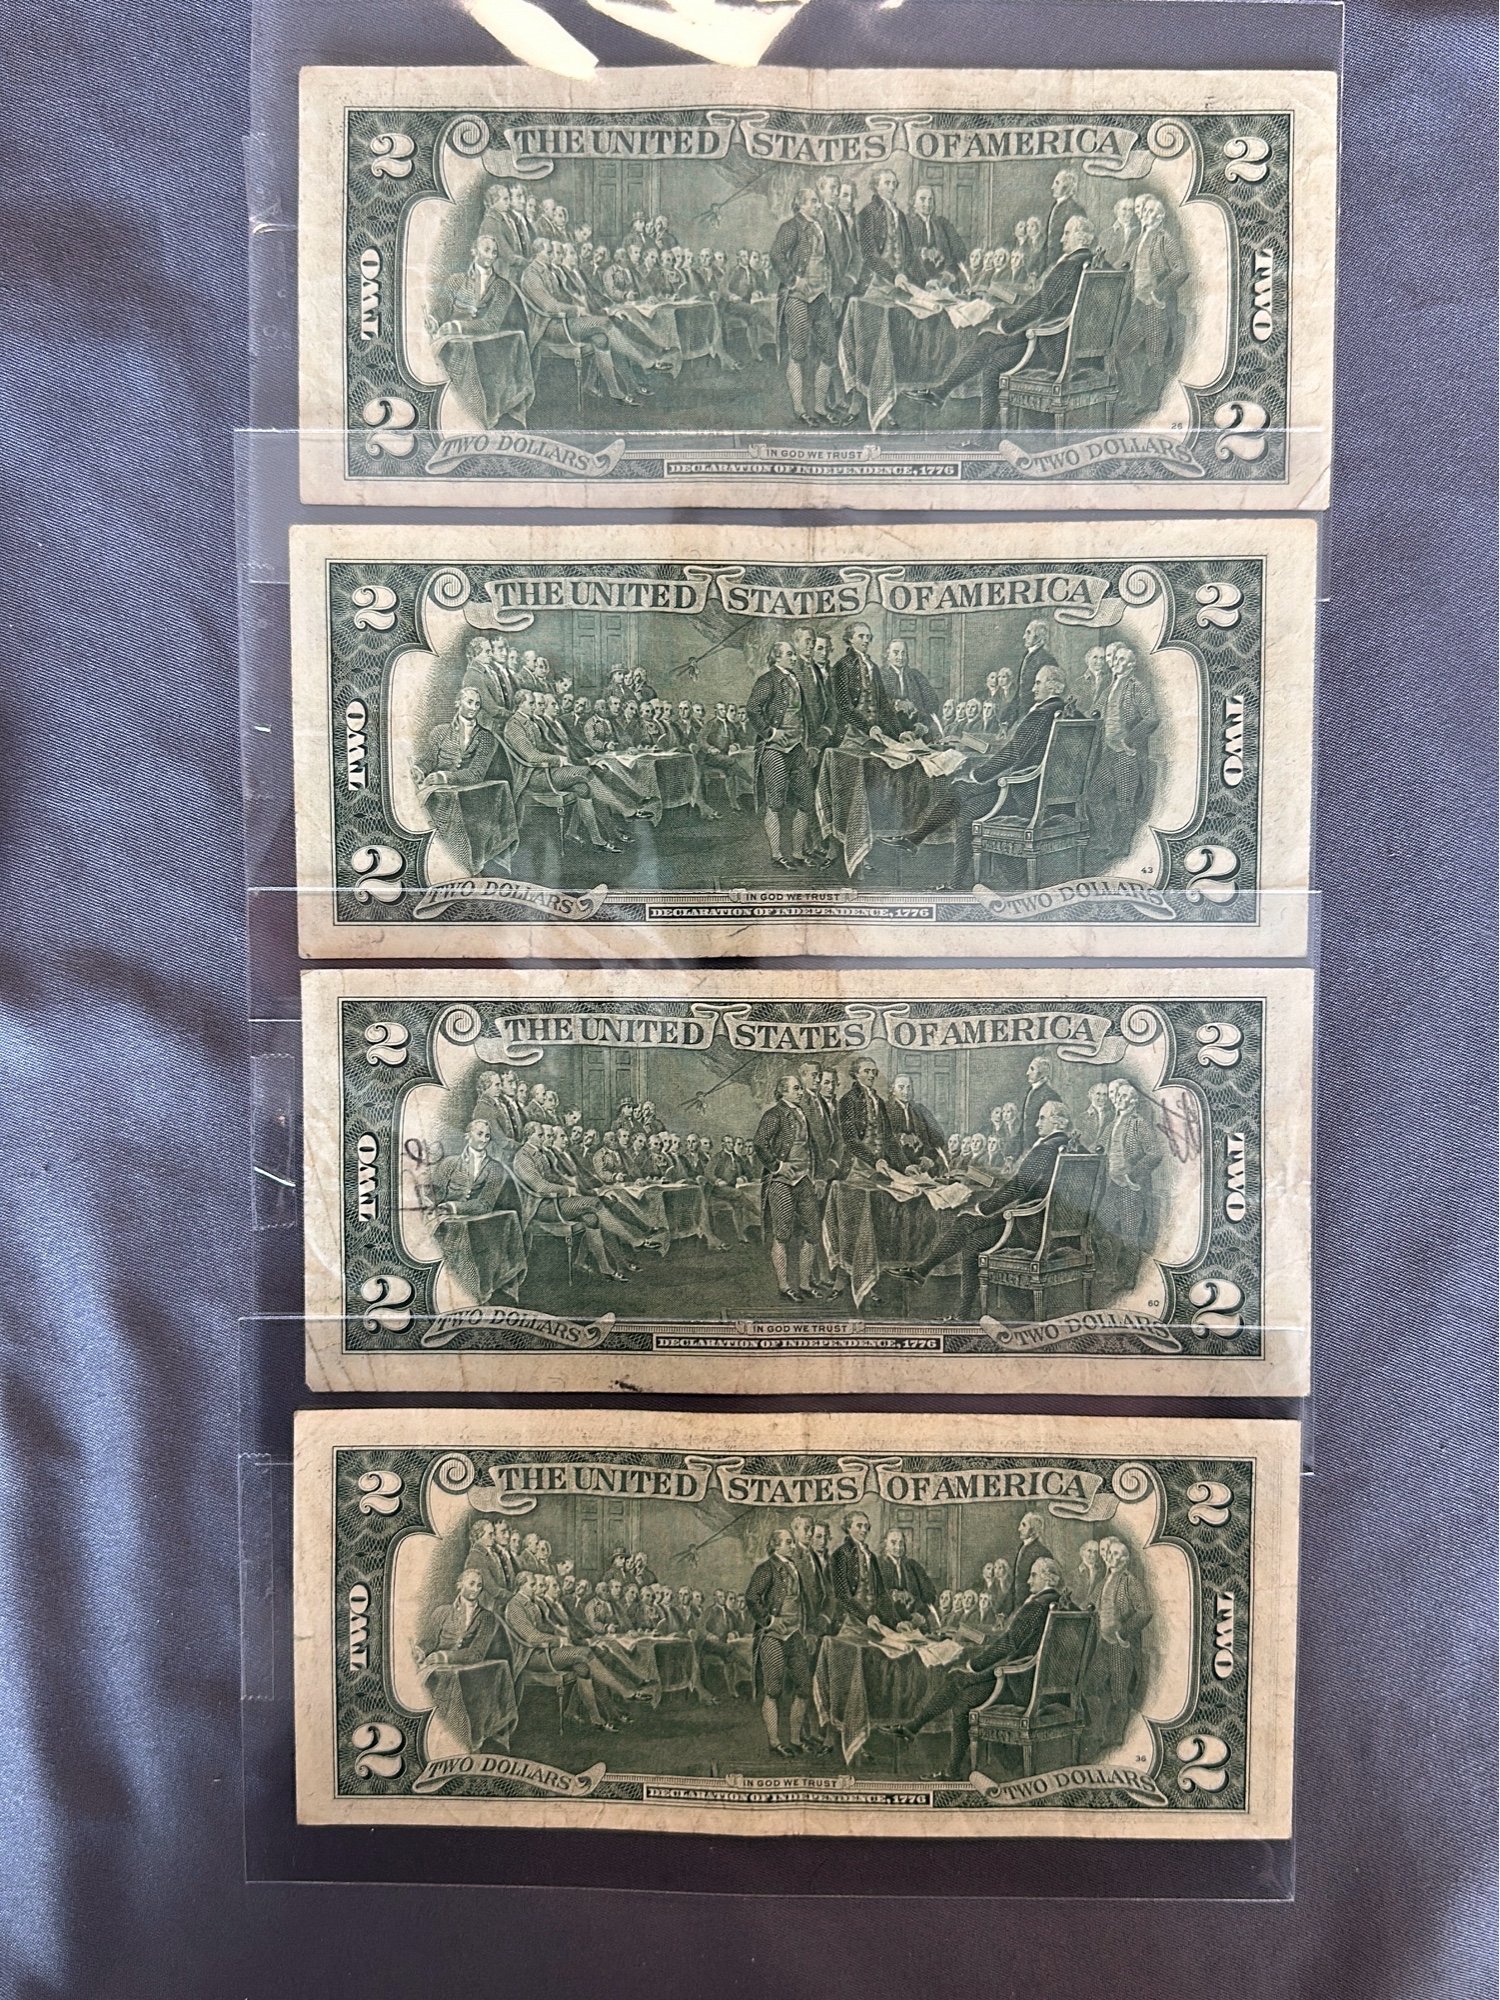 2 THE UNITED STATES OF AMERICA 2
TWO TWO
26
2 TWO DOLLARS IN GOD WE TRUST TWO DOLLARS 2
DECLARATION OF INDEPENDENCE, 1776
2 THE UNITED STATES OF AMERICA 2
TWO TWO
43
2 TWO DOLLARS IN GOD WE TRUST TWO DOLLARS 2
DECLARATION OF INDEPENDENCE, 1776
2 THE UNITED STATES OF AMERICA 2
TWO TWO
60
2 TWO DOLLARS IN GOD WE TRUST TWO DOLLARS 2
DECLARATION OF INDEPENDENCE, 1776
2 THE UNITED STATES OF AMERICA 2
TWO TWO
36
2 TWO DOLLARS IN GOD WE TRUST TWO DOLLARS 2
DECLARATION OF INDEPENDENCE, 1776